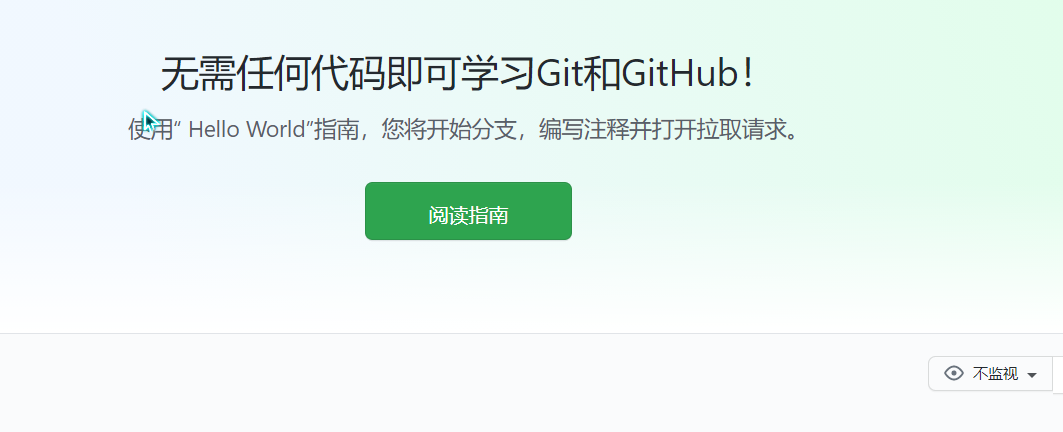 无需任何代码即可学习Git和GitHub！
使用“ Hello World”指南，您将开始分支，编写注释并打开拉取请求。
阅读指南
不监视